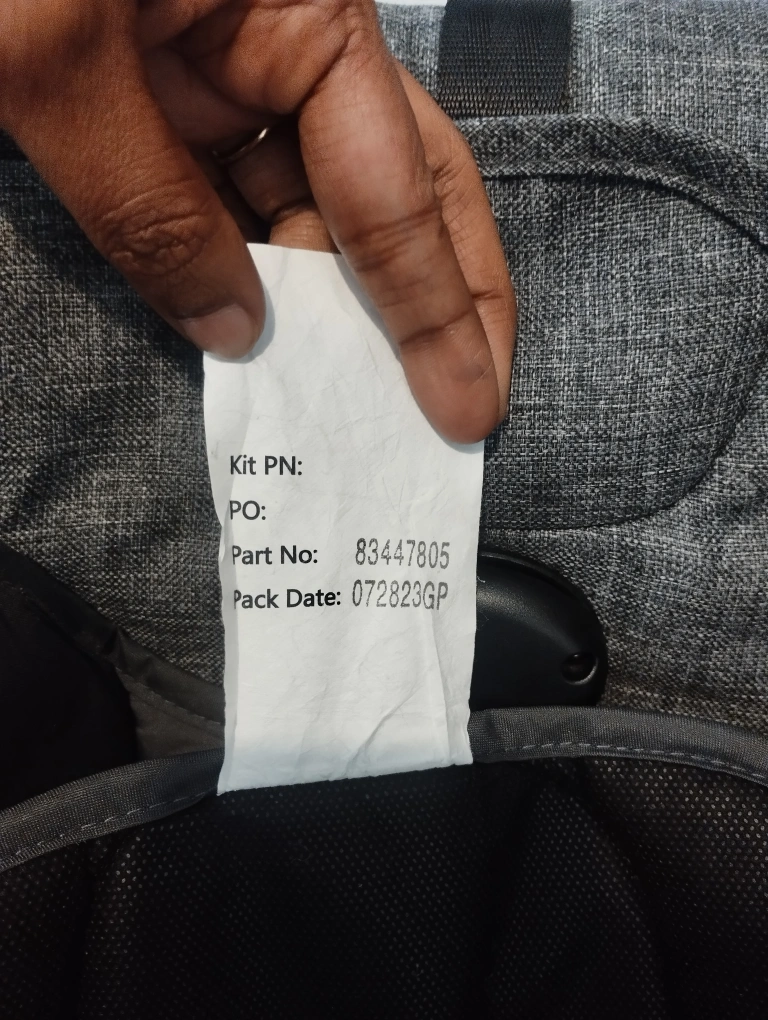 Kit PN:
PO:
Part No: 83447805
Pack Date: 072823GP